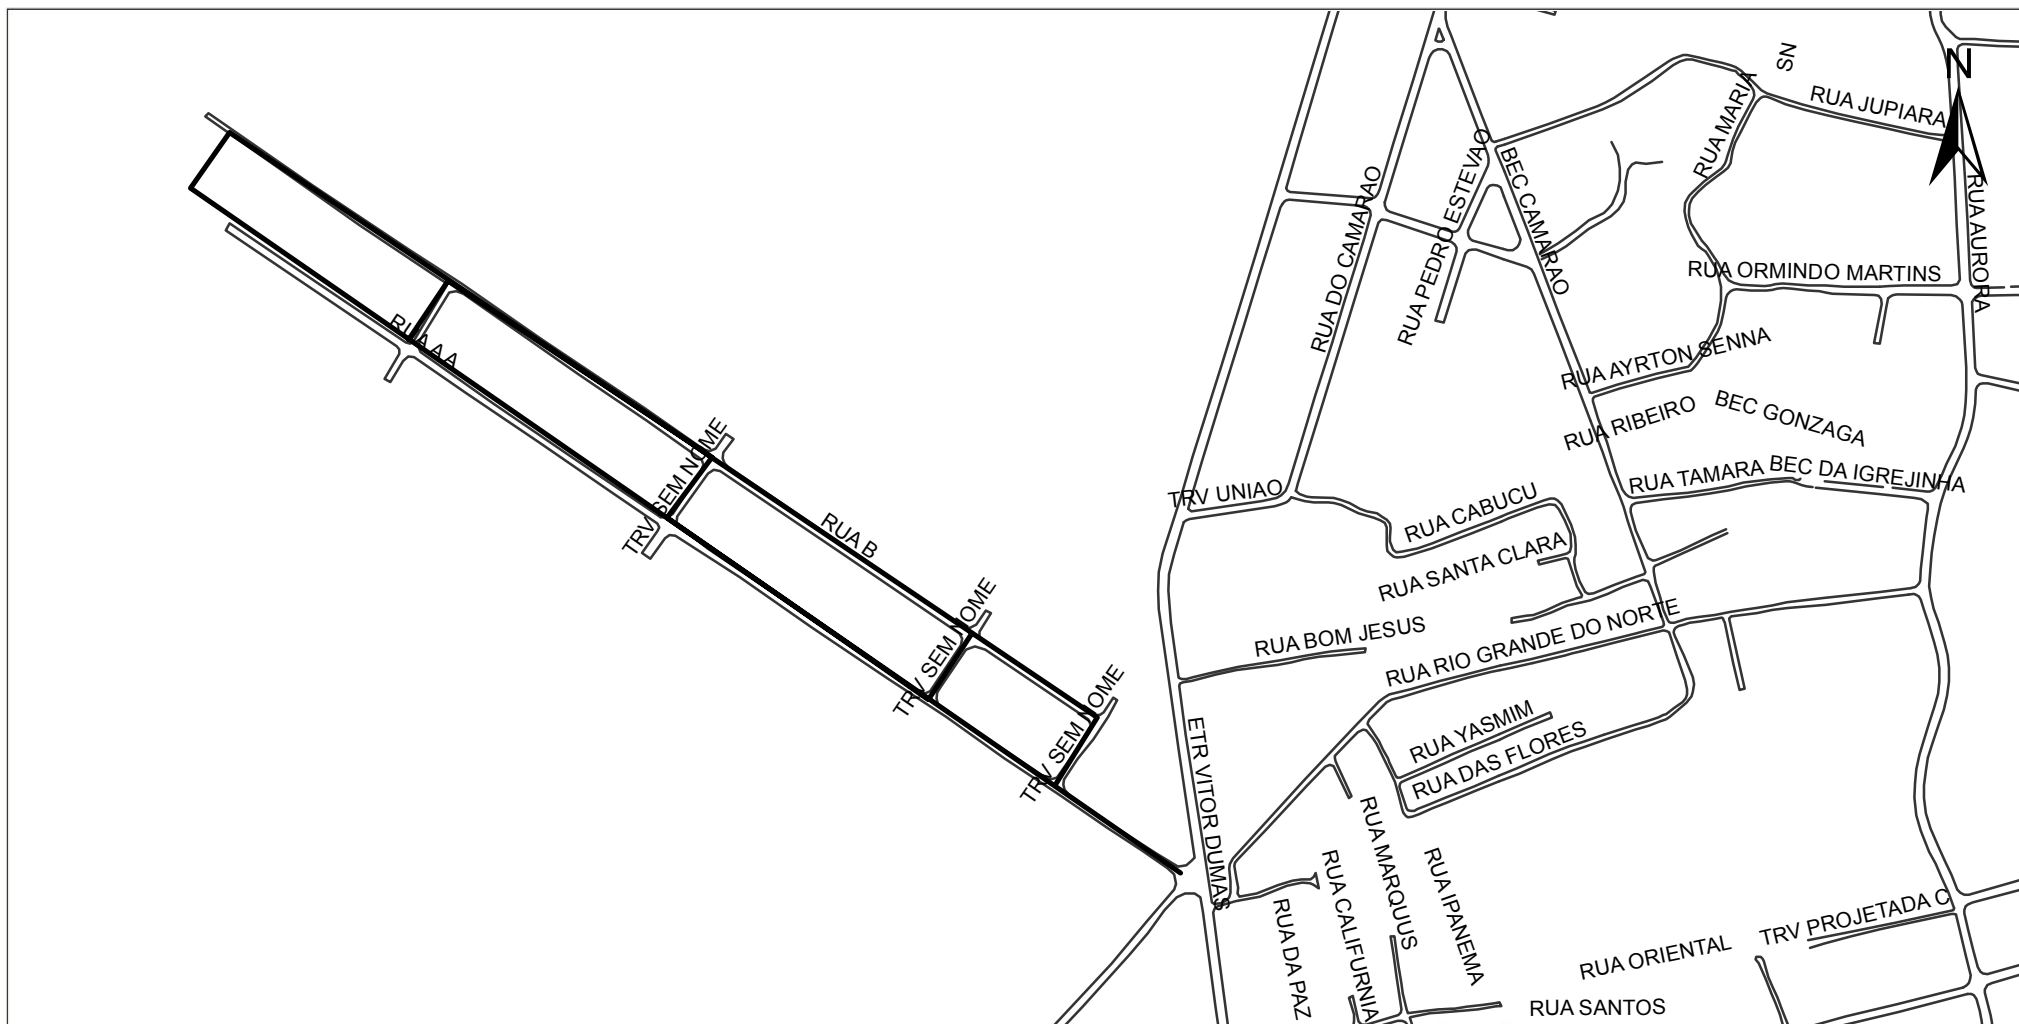 SN
N
RUA JUPIARA
RUA MARIA
RUA PEDRO ESTEVAO
BEC CAMARAO
RUA DO CAMARAO
RUA AURORA
RUA ORMINDO MARTINS
RUA AAA
RUA AYRTON SENNA
RUA RIBEIRO
BEC GONZAGA
TRV SEM NOME
RUA TAMARA
BEC DA IGREJINHA
TRV UNIAO
RUA CABUCU
RUA B
RUA SANTA CLARA
TRV SEM NOME
RUA BOM JESUS
RUA RIO GRANDE DO NORTE
TRV SEM NOME
ETR VITOR DUMAS
RUA YASMIM
RUA DAS FLORES
RUA MARQUUS
RUA CALIFURNIA
RUA IPANEMA
RUA DA PAZ
TRV PROJETADA C
RUA ORIENTAL
RUA SANTOS